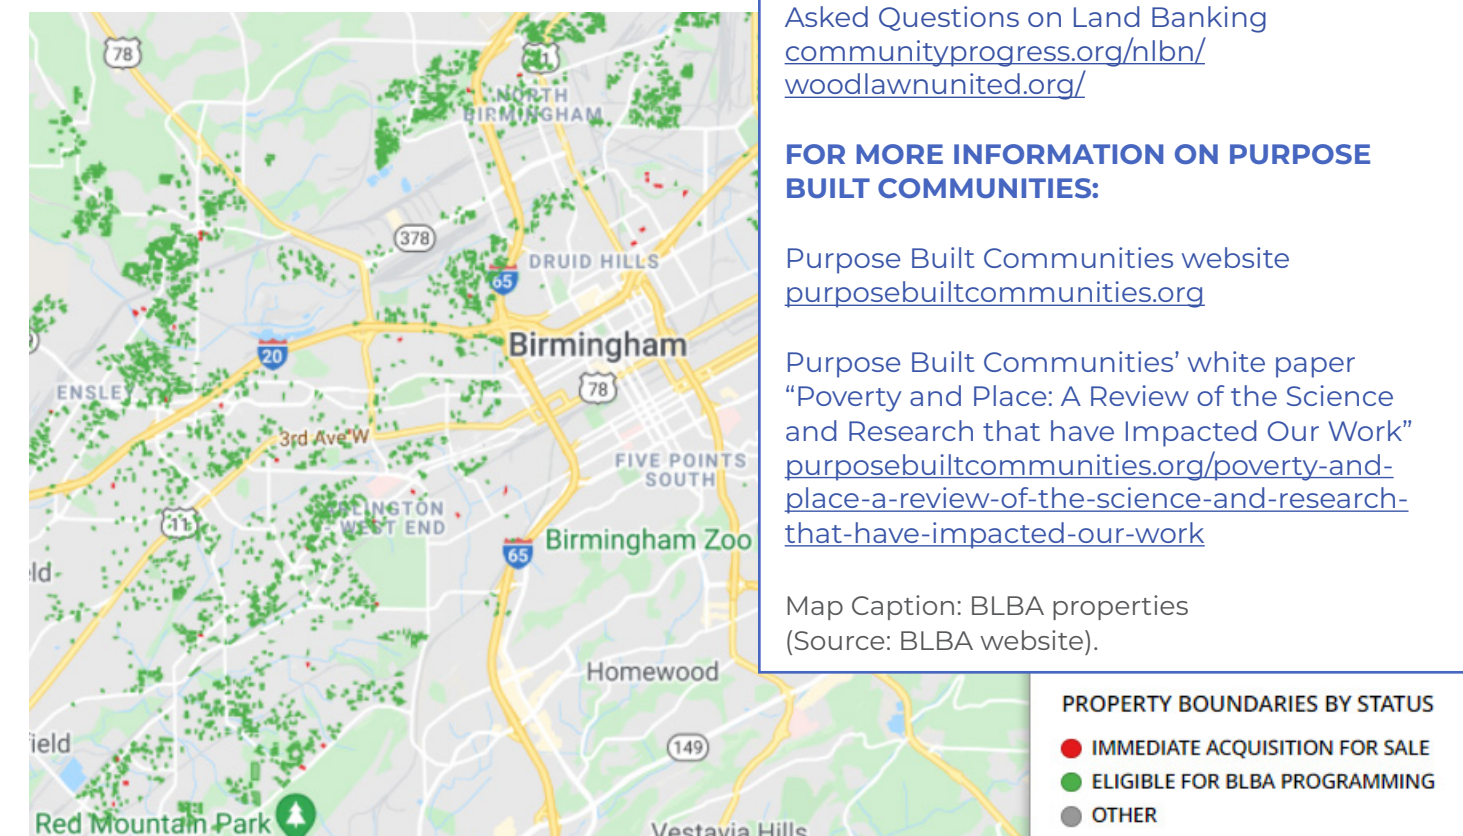 Asked Questions on Land Banking
communityprogress.org/nlbn/
woodlawnunited.org/
FOR MORE INFORMATION ON PURPOSE
BUILT COMMUNITIES:
Purpose Built Communities website
purposebuiltcommunities.org
Purpose Built Communities’ white paper
“Poverty and Place: A Review of the Science
and Research that have Impacted Our Work”
purposebuiltcommunities.org/poverty-and-
place-a-review-of-the-science-and-research-
that-have-impacted-our-work
Map Caption: BLBA properties
(Source: BLBA website).
78
NORTH
BIRMINGHAM
378
DRUID HILLS
65
Birmingham
20
78
ENSLEY
3rd Ave W
FIVE POINTS
SOUTH
ARLINGTON
WEST END
11
Birmingham Zoo
65
ld
Homewood
ield
149
Red Mountain Park
Vestavia Hills
PROPERTY BOUNDARIES BY STATUS
IMMEDIATE ACQUISITION FOR SALE
ELIGIBLE FOR BLBA PROGRAMMING
OTHER